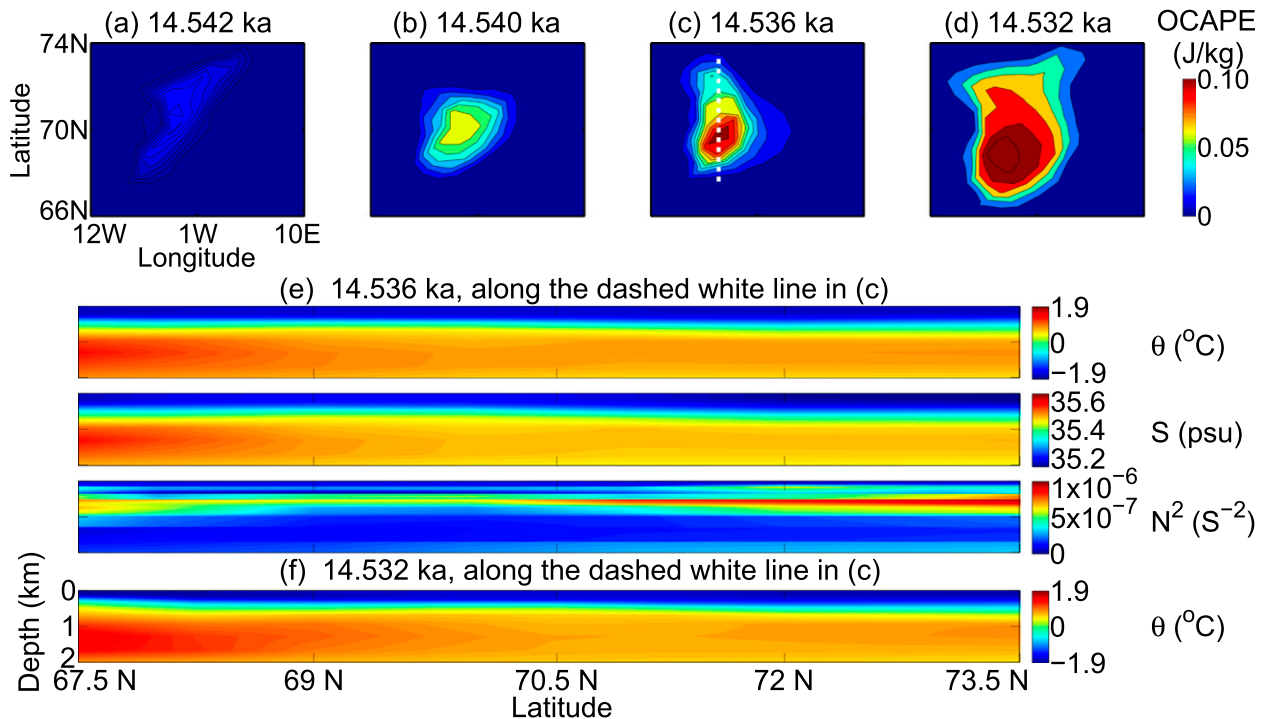 (a) 14.542 ka (b) 14.540 ka (c) 14.536 ka (d) 14.532 ka OCAPE
(J/kg)
74N
70N
66N
Latitude
12W 1W 10E
Longitude
0.10
0.05
0
(e) 14.536 ka, along the dashed white line in (c)
1.9
0
−1.9
θ (°C)
35.6
35.4
35.2
S (psu)
1x10⁻⁶
5x10⁻⁷
0
N² (S⁻²)
(f) 14.532 ka, along the dashed white line in (c)
0
1
2
Depth (km)
1.9
0
−1.9
θ (°C)
67.5 N 69 N 70.5 N 72 N 73.5 N
Latitude